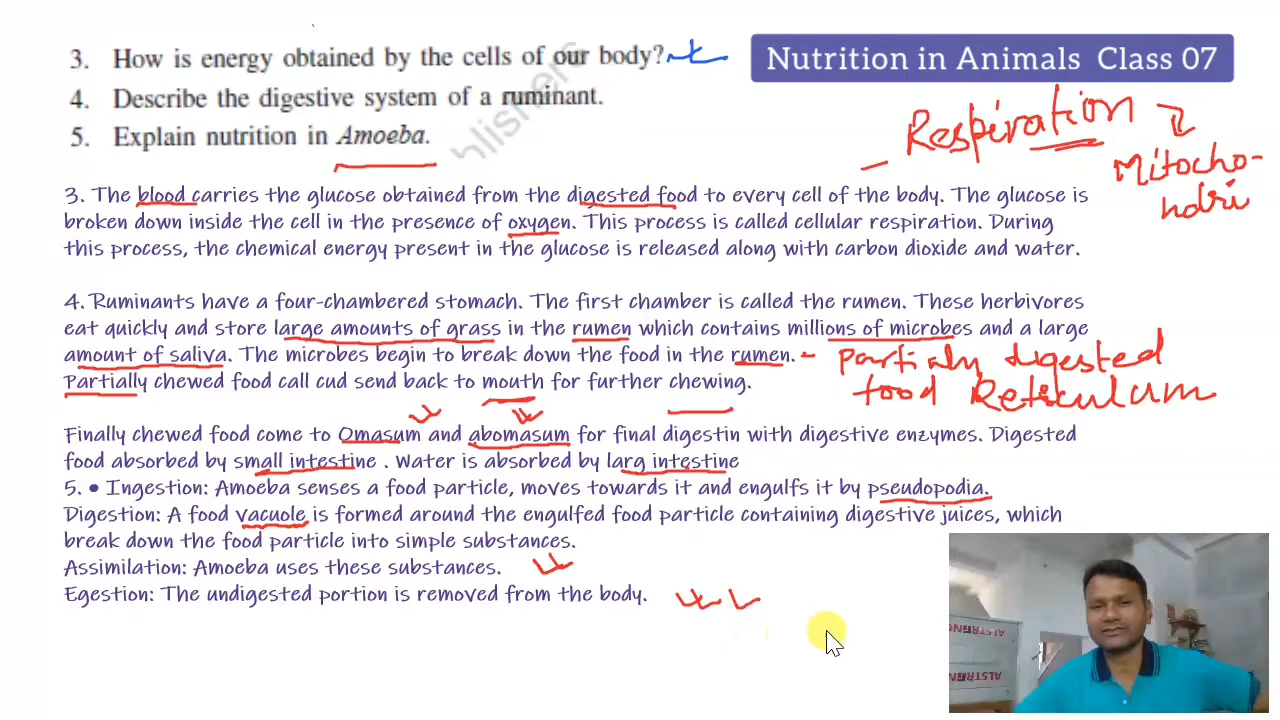 3. How is energy obtained by the cells of our body?
Nutrition in Animals Class 07
4. Describe the digestive system of a ruminant.
5. Explain nutrition in Amoeba.
blishers
Respiration
Mitocho-
ndri
3. The blood carries the glucose obtained from the digested food to every cell of the body. The glucose is
broken down inside the cell in the presence of oxygen. This process is called cellular respiration. During
this process, the chemical energy present in the glucose is released along with carbon dioxide and water.
4. Ruminants have a four-chambered stomach. The first chamber is called the rumen. These herbivores
eat quickly and store large amounts of grass in the rumen which contains millions of microbes and a large
amount of saliva. The microbes begin to break down the food in the rumen. - Partialy digested
Partially chewed food call cud send back to mouth for further chewing. food Reticulum
Finally chewed food come to Omasum and abomasum for final digestin with digestive enzymes. Digested
food absorbed by small intestine . Water is absorbed by larg intestine
5. • Ingestion: Amoeba senses a food particle, moves towards it and engulfs it by pseudopodia.
Digestion: A food vacuole is formed around the engulfed food particle containing digestive juices, which
break down the food particle into simple substances.
Assimilation: Amoeba uses these substances.
Egestion: The undigested portion is removed from the body.
ALSTRONG